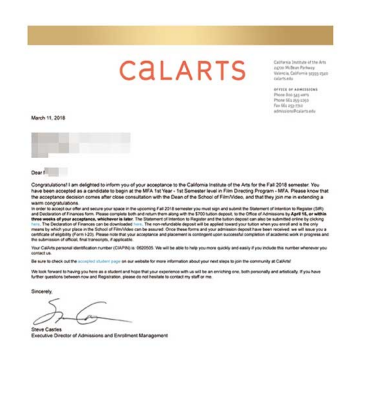 CALARTS
California Institute of the Arts
24700 McBean Parkway
Valencia, California 91355-2340
calarts.edu
OFFICE OF ADMISSIONS
admissions@calarts.edu
March 11, 2018
Dear
Congratulations! I am delighted to inform you of your acceptance to the California Institute of the Arts for the Fall 2018 semester. You
have been accepted as a candidate to begin at the MFA 1st Year - 1st Semester level in Film Directing Program - MFA. Please know that
the acceptance decision comes after close consultation with the Dean of the School of Film/Video, and that they join me in extending a
warm congratulations.
In order to accept our offer and secure your space in the upcoming Fall 2018 semester you must sign and submit the Statement of Intention to Register (SIR)
and Declaration of Finances form. Please complete both and return them along with the $700 tuition deposit, to the Office of Admissions by April 15, or within
three weeks of your acceptance, whichever is later. The Statement of Intention to Register and the tuition deposit can also be submitted online by clicking
here. The Declaration of Finances can be downloaded here. The non-refundable deposit will be applied toward your tuition when you enroll and is the only
means by which your place in the School of Film/Video can be assured. Once these forms and your admission deposit have been received: we will issue you a
certificate of eligibility (Form I-20). Please note that your acceptance and placement is contingent upon successful completion of academic work in progress and
the submission of official, final transcripts, if applicable.
Your CalArts personal identification number (CIAPIN) is We will be able to help you more quickly and easily if you include this number whenever you
contact us.
Be sure to check out the accepted student page on our website for more information about your next steps to join the community at CalArts!
We look forward to having you here as a student and hope that your experience with us will be an enriching one, both personally and artistically. If you have
further questions between now and Registration, please do not hesitate to contact my staff or me.
Sincerely,
Steve Castles
Executive Director of Admissions and Enrollment Management